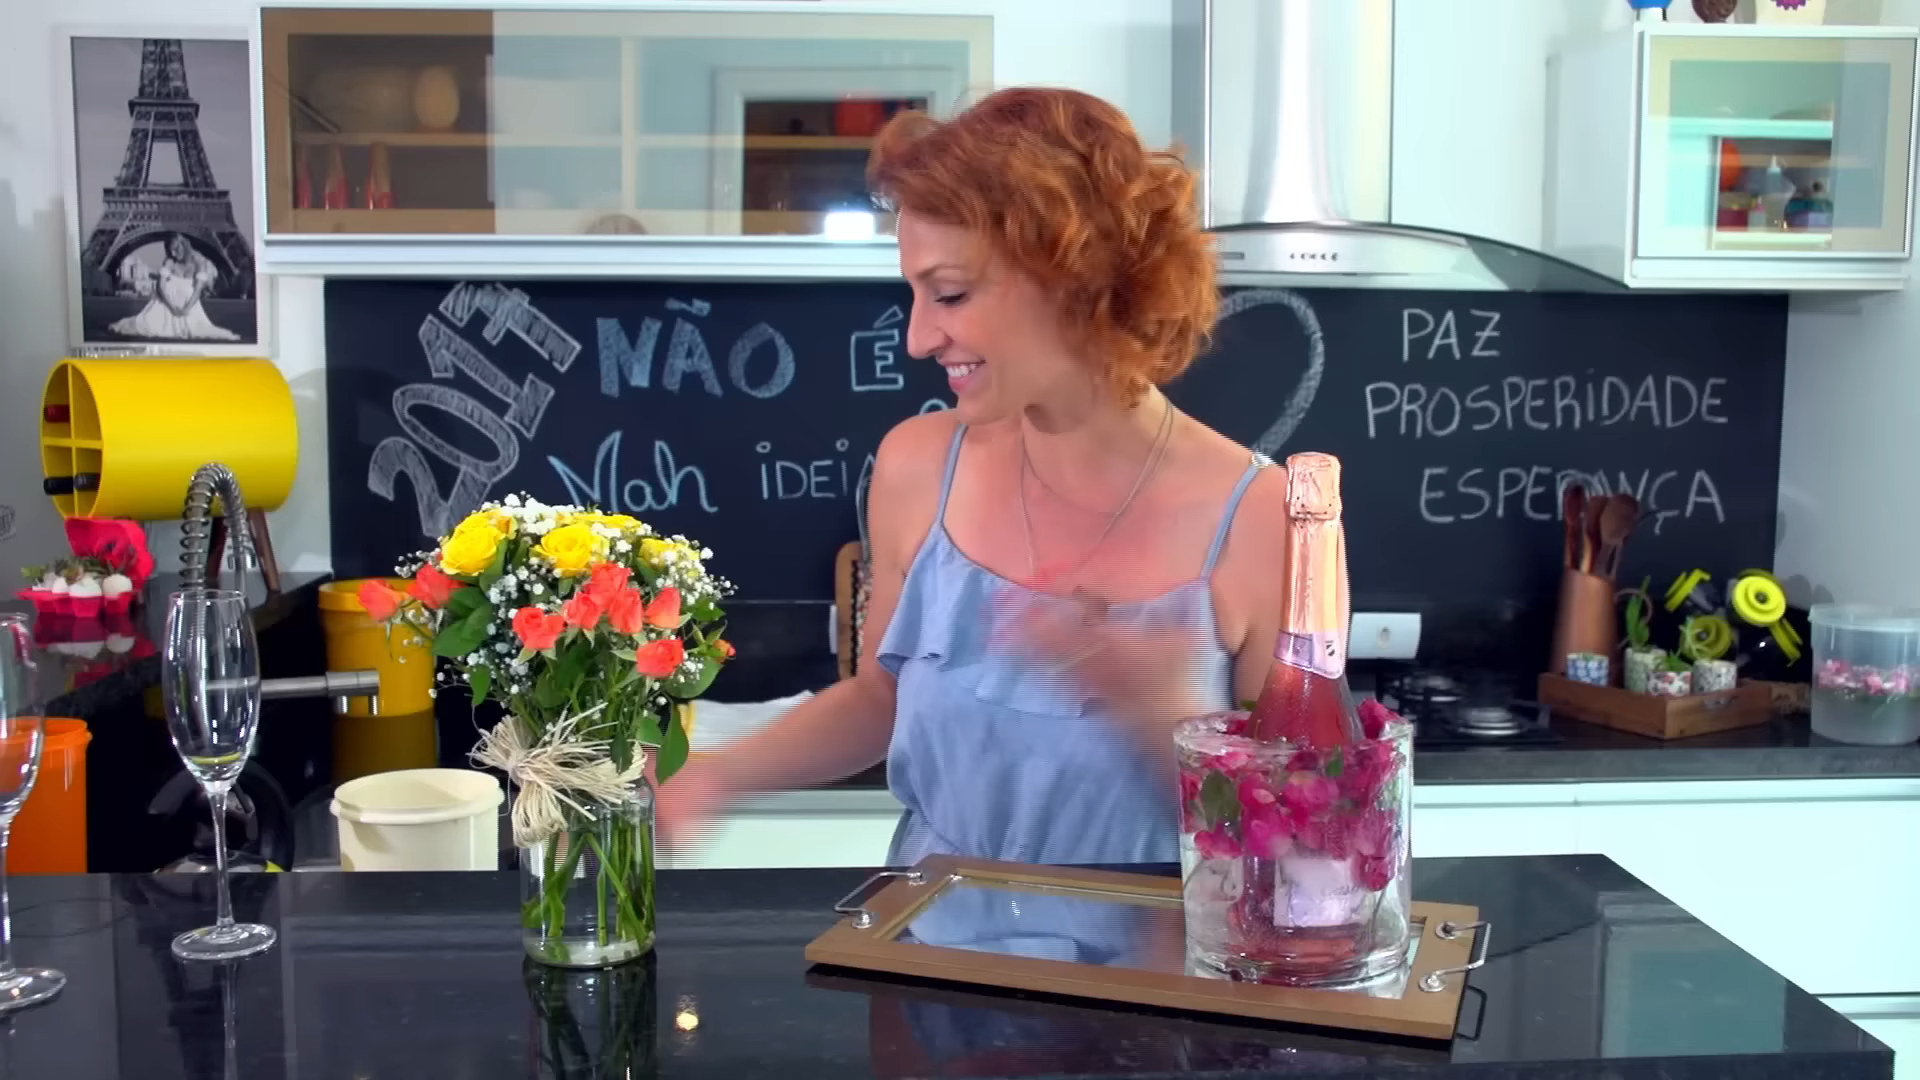 2017
NÃO É
Mah IDEIA
PAZ
PROSPERIDADE
ESPERANÇA